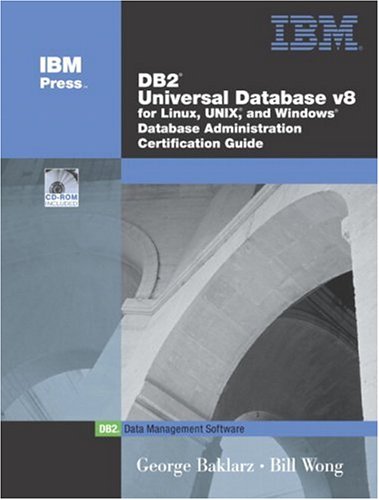 IBM
Press™
IBM®
DB2®
Universal Database v8
for Linux, UNIX®, and Windows®
Database Administration
Certification Guide
CD-ROM
INCLUDED
DB2. Data Management Software
George Baklarz • Bill Wong